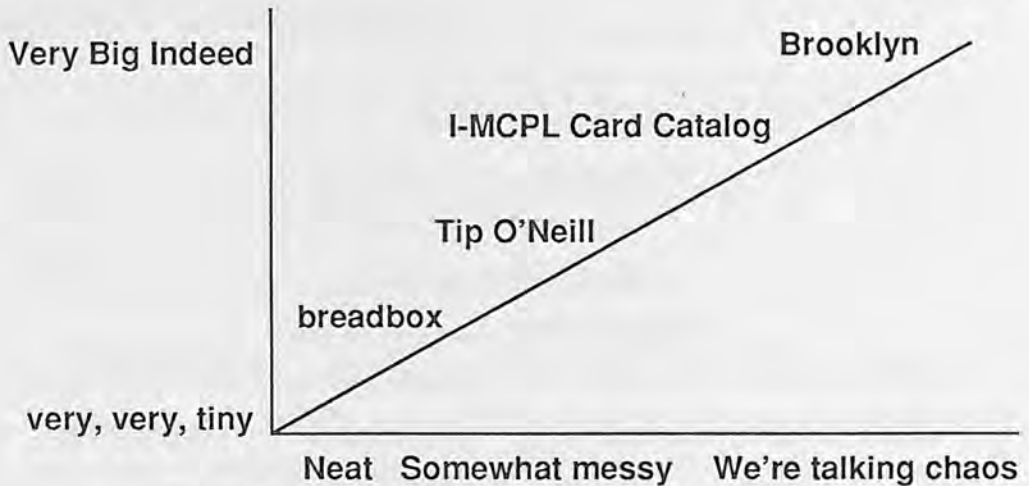 Very Big Indeed
Brooklyn
I-MCPL Card Catalog
Tip O'Neill
breadbox
very, very, tiny
Neat Somewhat messy We're talking chaos